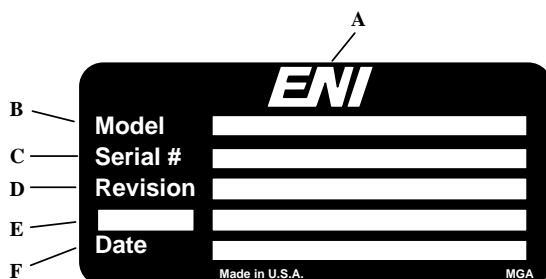 A
ENI
B
Model
C
Serial #
D
Revision
E
F
Date
Made in U.S.A. MGA